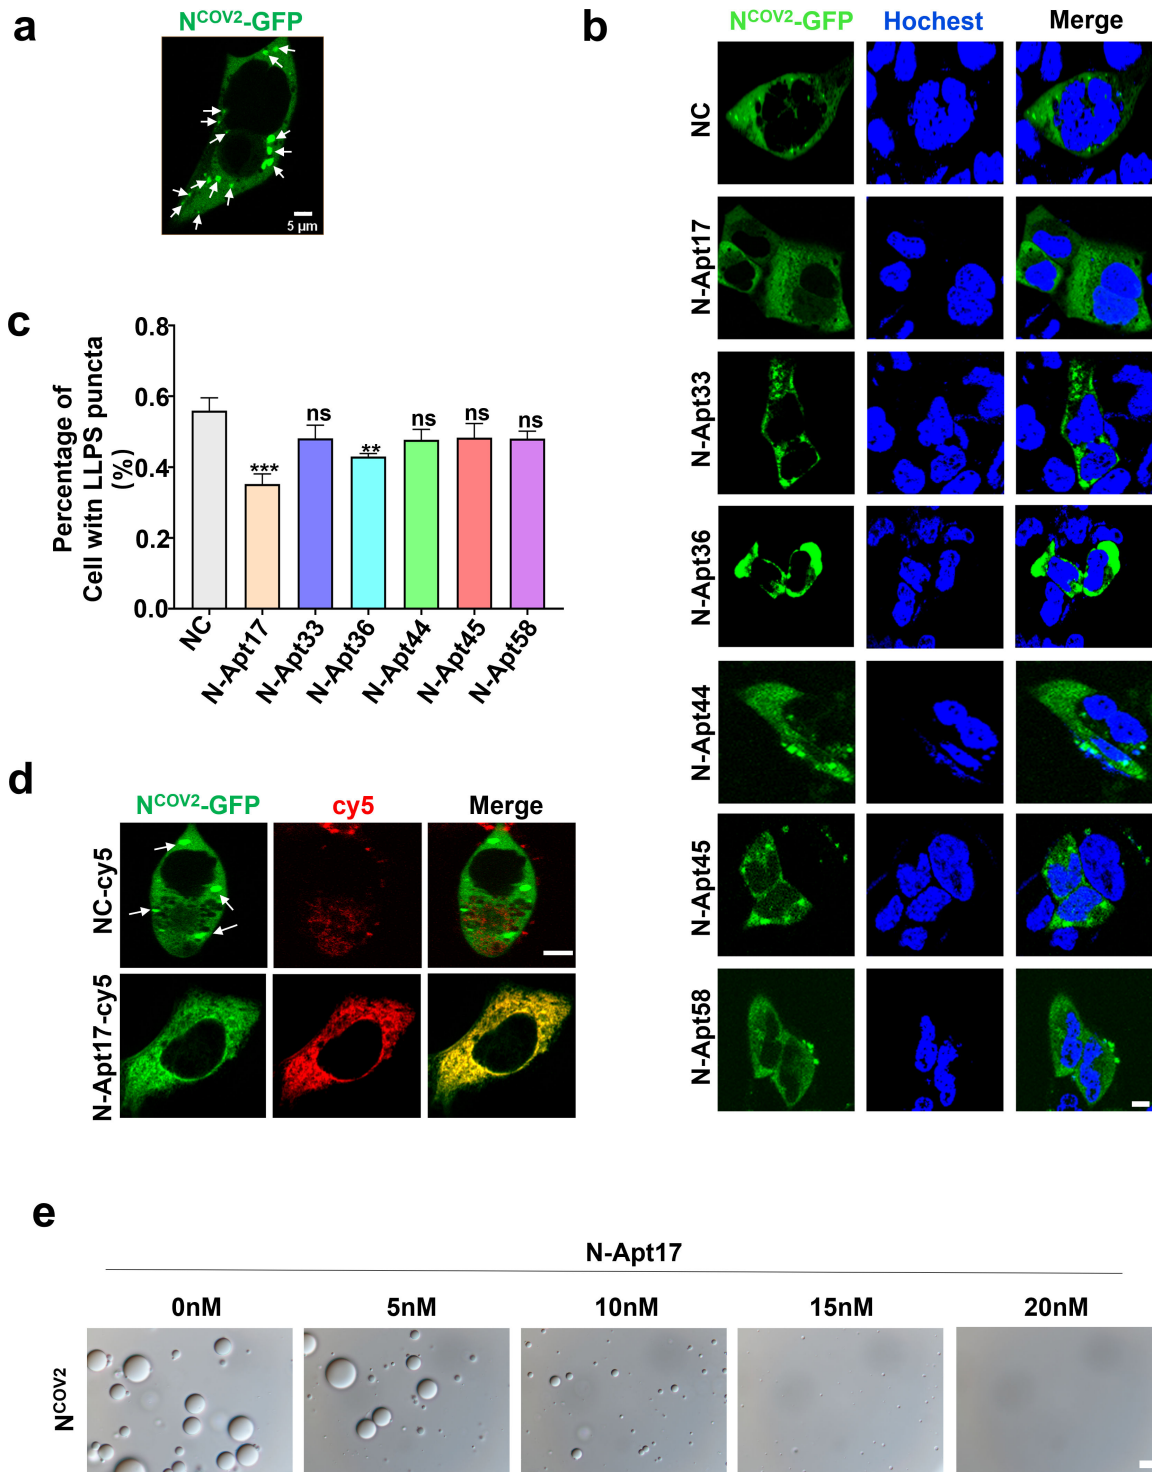 a
N^COV2-GFP
5 µm
b
N^COV2-GFP Hochest Merge
NC
N-Apt17
N-Apt33
N-Apt36
N-Apt44
N-Apt45
N-Apt58
c
Percentage of
Cell witn LLPS puncta
(%)
0.8
0.6
0.4
0.2
0.0
***
ns
**
ns
ns
ns
NC
N-Apt17
N-Apt33
N-Apt36
N-Apt44
N-Apt45
N-Apt58
d
N^COV2-GFP cy5 Merge
NC-cy5
N-Apt17-cy5
e
N-Apt17
0nM 5nM 10nM 15nM 20nM
N^COV2